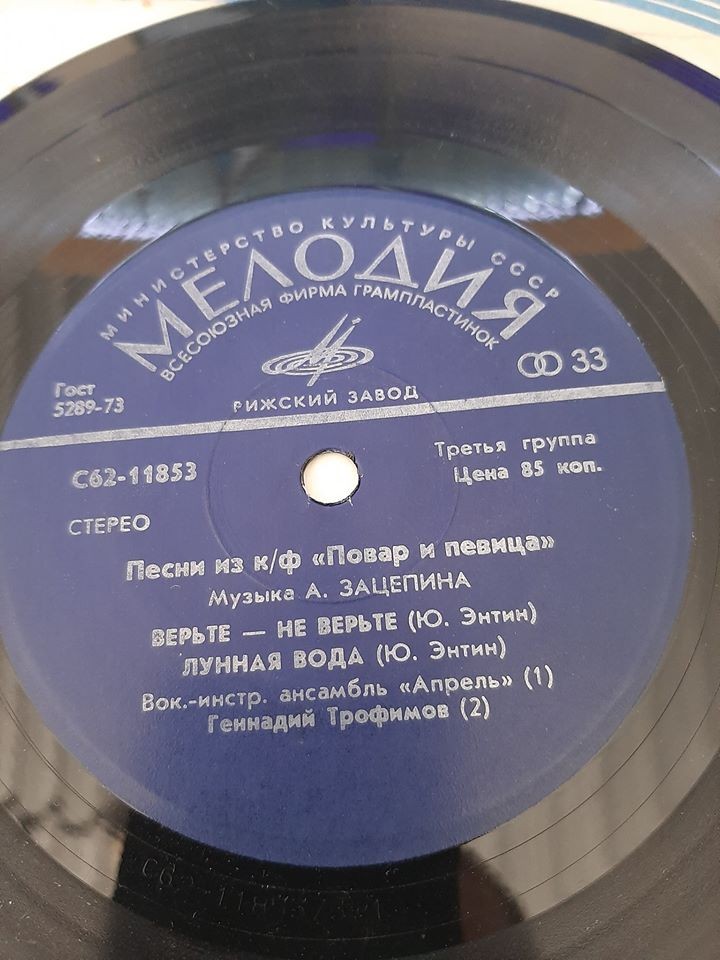 МИНИСТЕРСТВО КУЛЬТУРЫ СССР
МЕЛОДИЯ
ВСЕСОЮЗНАЯ ФИРМА ГРАМПЛАСТИНОК
33
Гост
5289-73
РИЖСКИЙ ЗАВОД
С62-11853
Третья группа
Цена 85 коп.
СТЕРЕО
Песни из к/ф «Повар и певица»
Музыка А. ЗАЦЕПИНА
ВЕРЬТЕ — НЕ ВЕРЬТЕ (Ю. Энтин)
ЛУННАЯ ВОДА (Ю. Энтин)
Вок.-инстр. ансамбль «Апрель» (1)
Геннадий Трофимов (2)